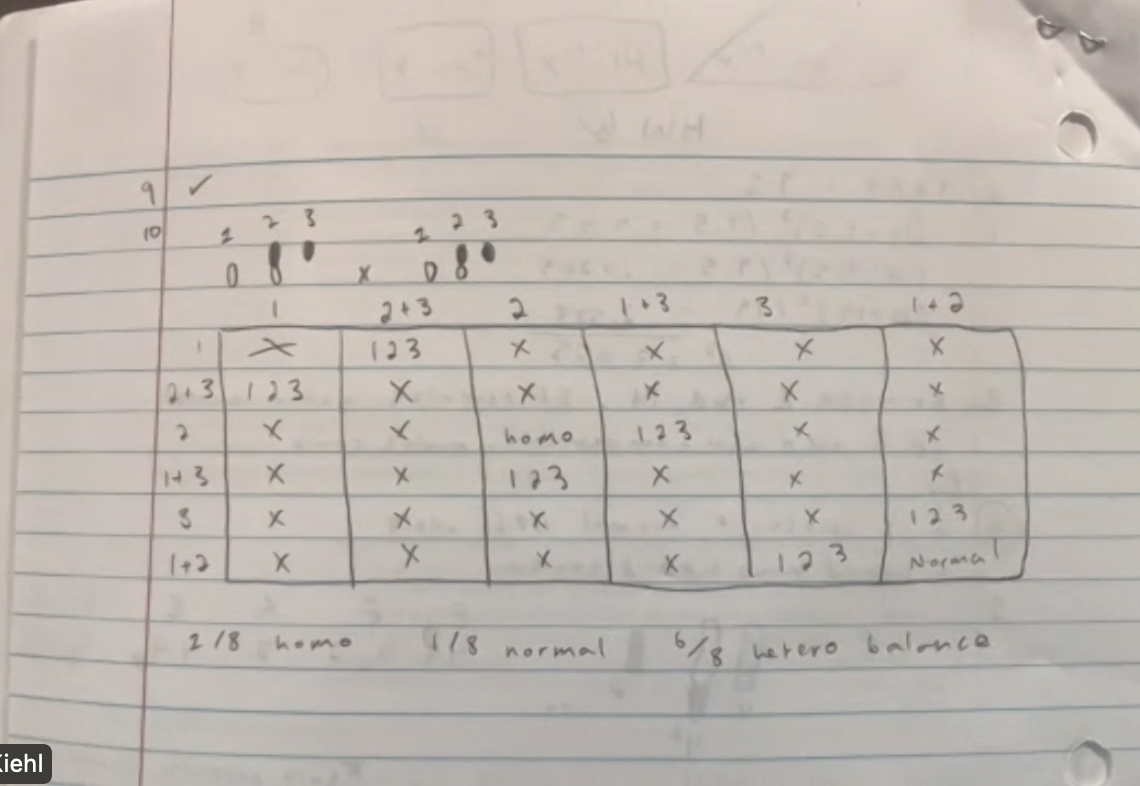 9 ✓
10 1 2 3 1 2 3
x
1 2+3 2 1+3 3 1+2
1 X 123 X X X X
2+3 123 X X X X X
2 X X homo 123 X X
1+3 X X 123 X X X
3 X X X X X 123
1+2 X X X X 123 Normal
1/8 homo 1/8 normal 6/8 hetero balance
Kiehl